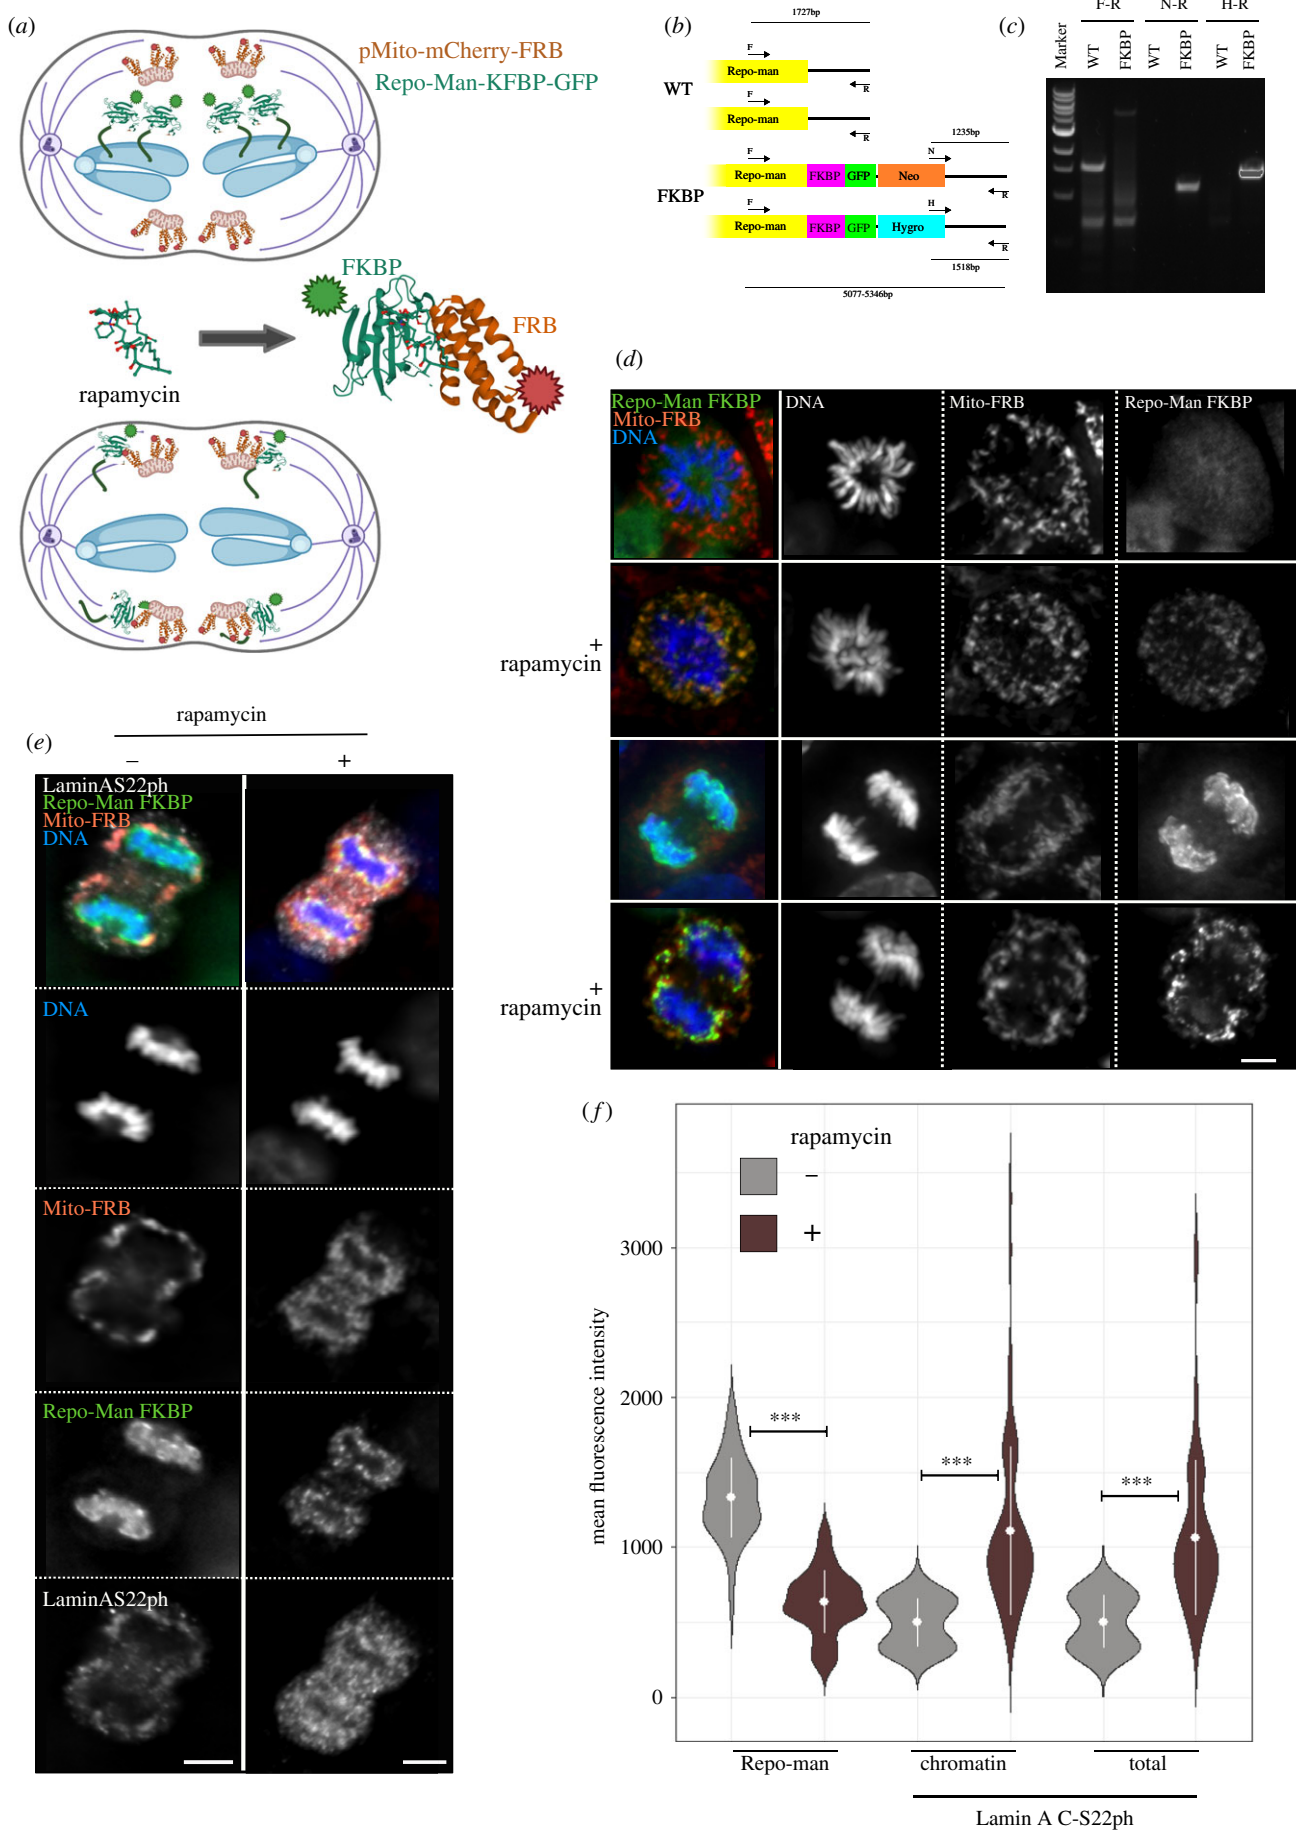 (a)
pMito-mCherry-FRB
Repo-Man-KFBP-GFP
FKBP
FRB
rapamycin
(b)
1727bp
F
Repo-man
R
WT
F
Repo-man
R
1235bp
F
N
Repo-man FKBP GFP Neo
R
FKBP
F
H
Repo-man FKBP GFP Hygro
R
1518bp
5077-5346bp
(c)
F-R N-R H-R
Marker WT FKBP WT FKBP WT FKBP
(d)
Repo-Man FKBP
Mito-FRB
DNA
DNA
Mito-FRB
Repo-Man FKBP
+
rapamycin
+
rapamycin
(e)
rapamycin
– +
LaminAS22ph
Repo-Man FKBP
Mito-FRB
DNA
DNA
Mito-FRB
Repo-Man FKBP
LaminAS22ph
(f)
rapamycin
–
+
mean fluorescence intensity
3000
2000
1000
0
***
***
***
Repo-man chromatin total
Lamin A C-S22ph